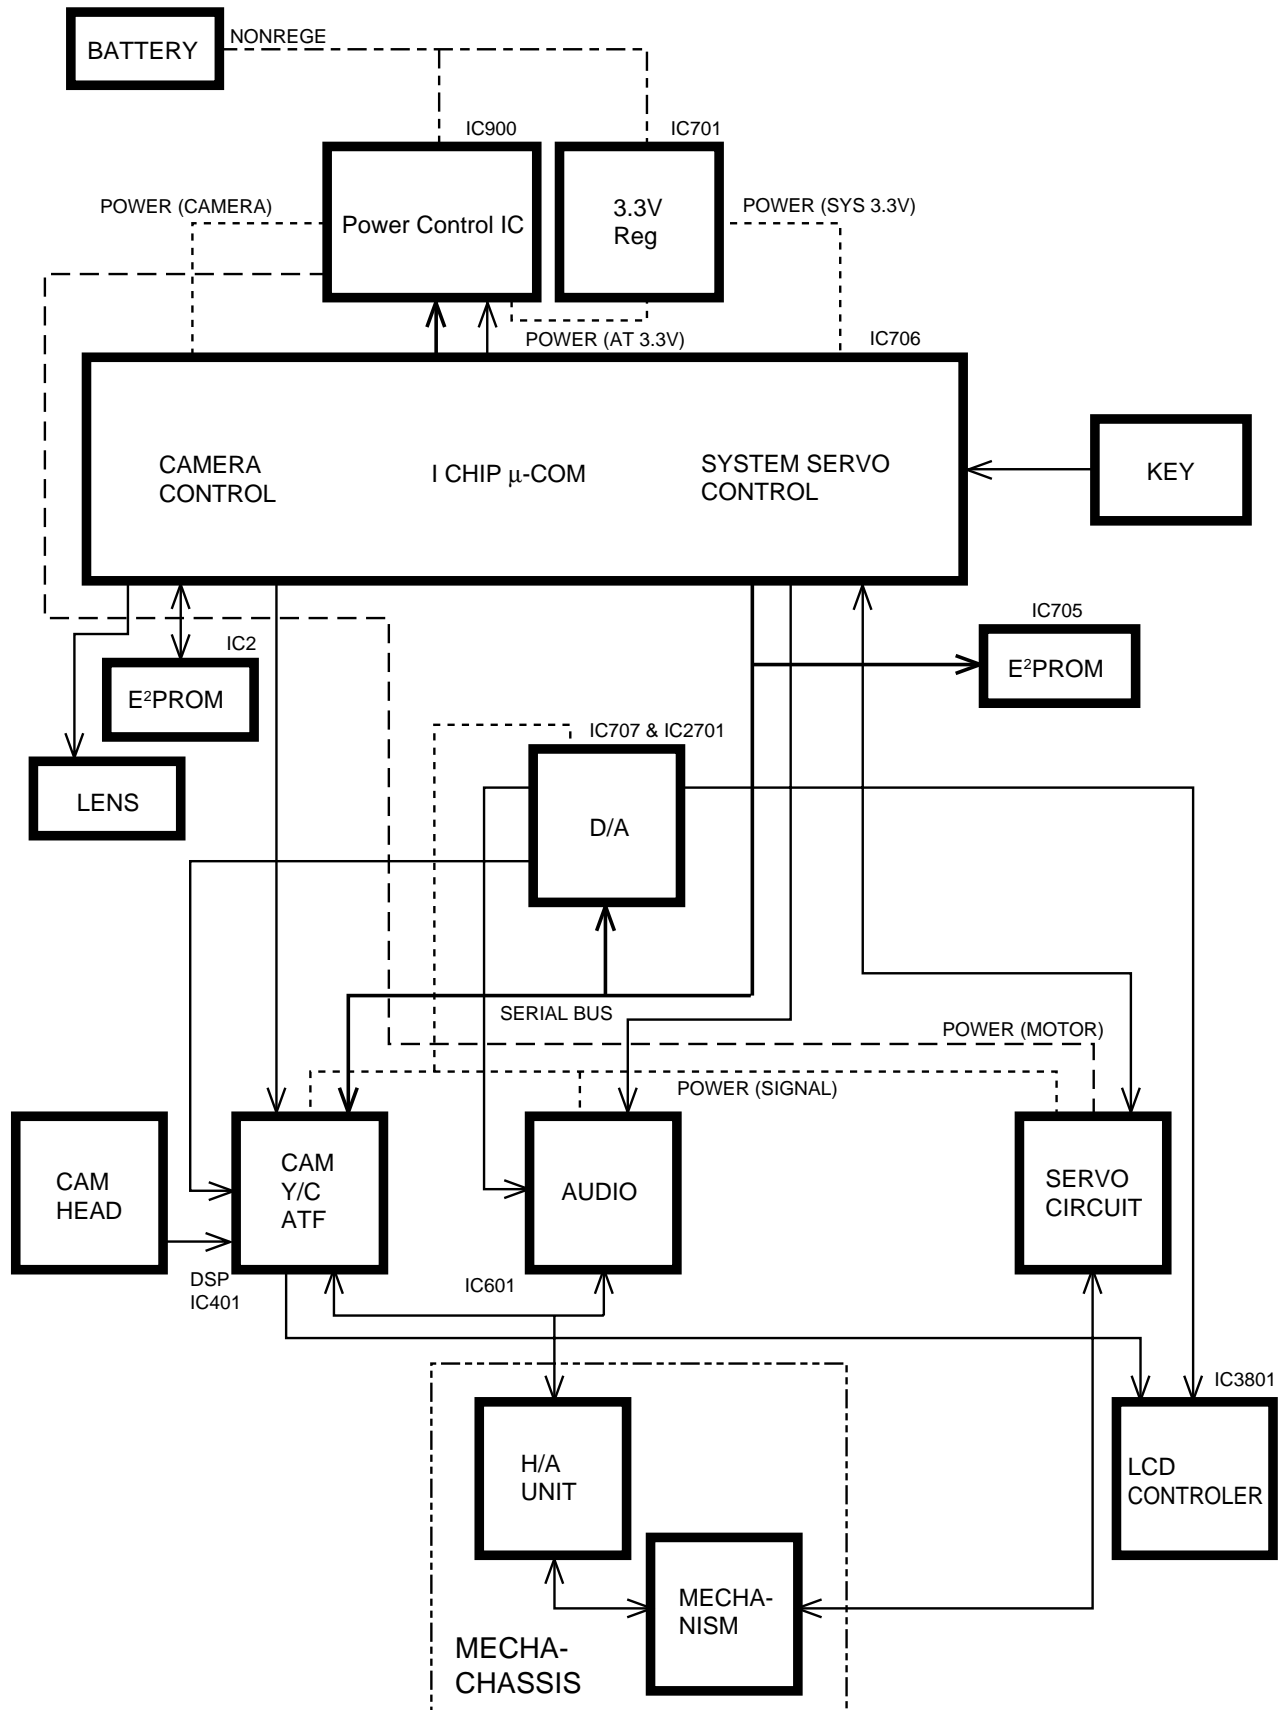 BATTERY
NONREGE
IC900
IC701
POWER (CAMERA)
Power Control IC
3.3V
Reg
POWER (SYS 3.3V)
POWER (AT 3.3V)
IC706
CAMERA
CONTROL
I CHIP μ-COM
SYSTEM SERVO
CONTROL
KEY
IC2
E²PROM
IC705
E²PROM
LENS
IC707 & IC2701
D/A
SERIAL BUS
POWER (MOTOR)
POWER (SIGNAL)
CAM
HEAD
CAM
Y/C
ATF
AUDIO
SERVO
CIRCUIT
DSP
IC401
IC601
IC3801
H/A
UNIT
LCD
CONTROLER
MECHA-
NISM
MECHA-
CHASSIS